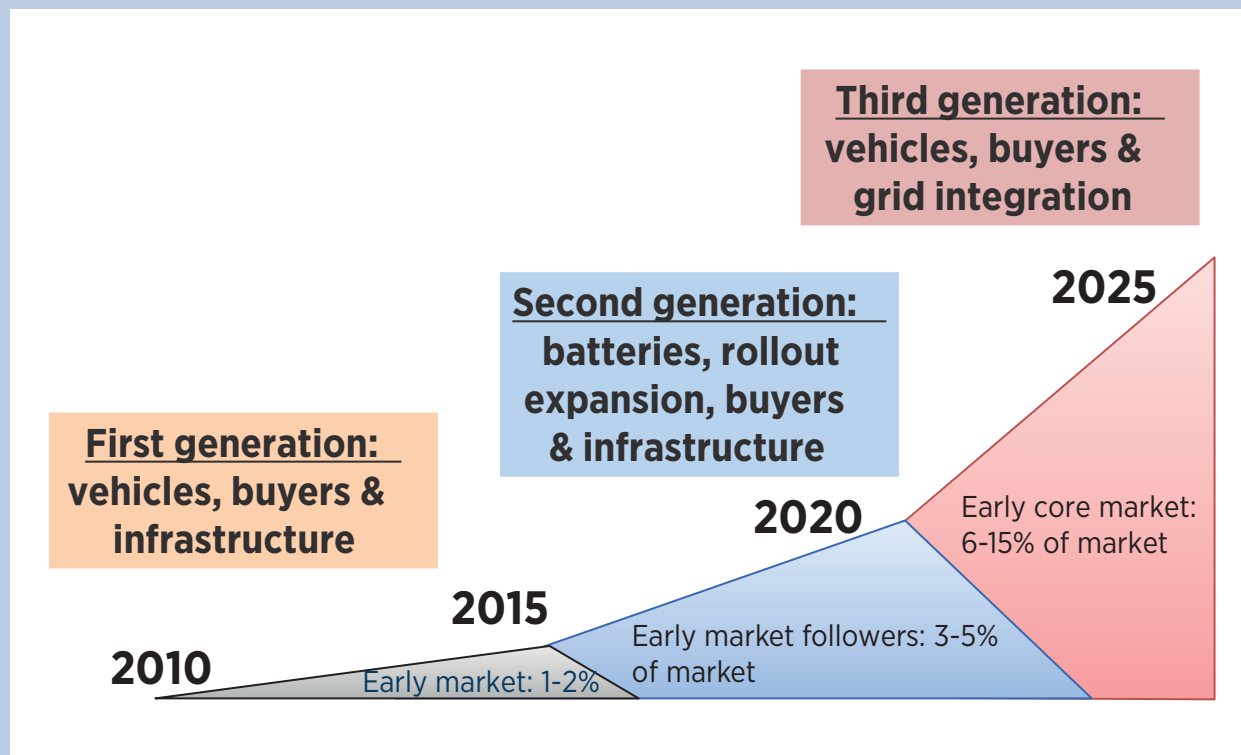 Third generation:
vehicles, buyers &
grid integration
2025
Second generation:
batteries, rollout
expansion, buyers
& infrastructure
First generation:
vehicles, buyers &
infrastructure
2020
Early core market:
6-15% of market
2015
Early market followers: 3-5%
of market
2010
Early market: 1-2%